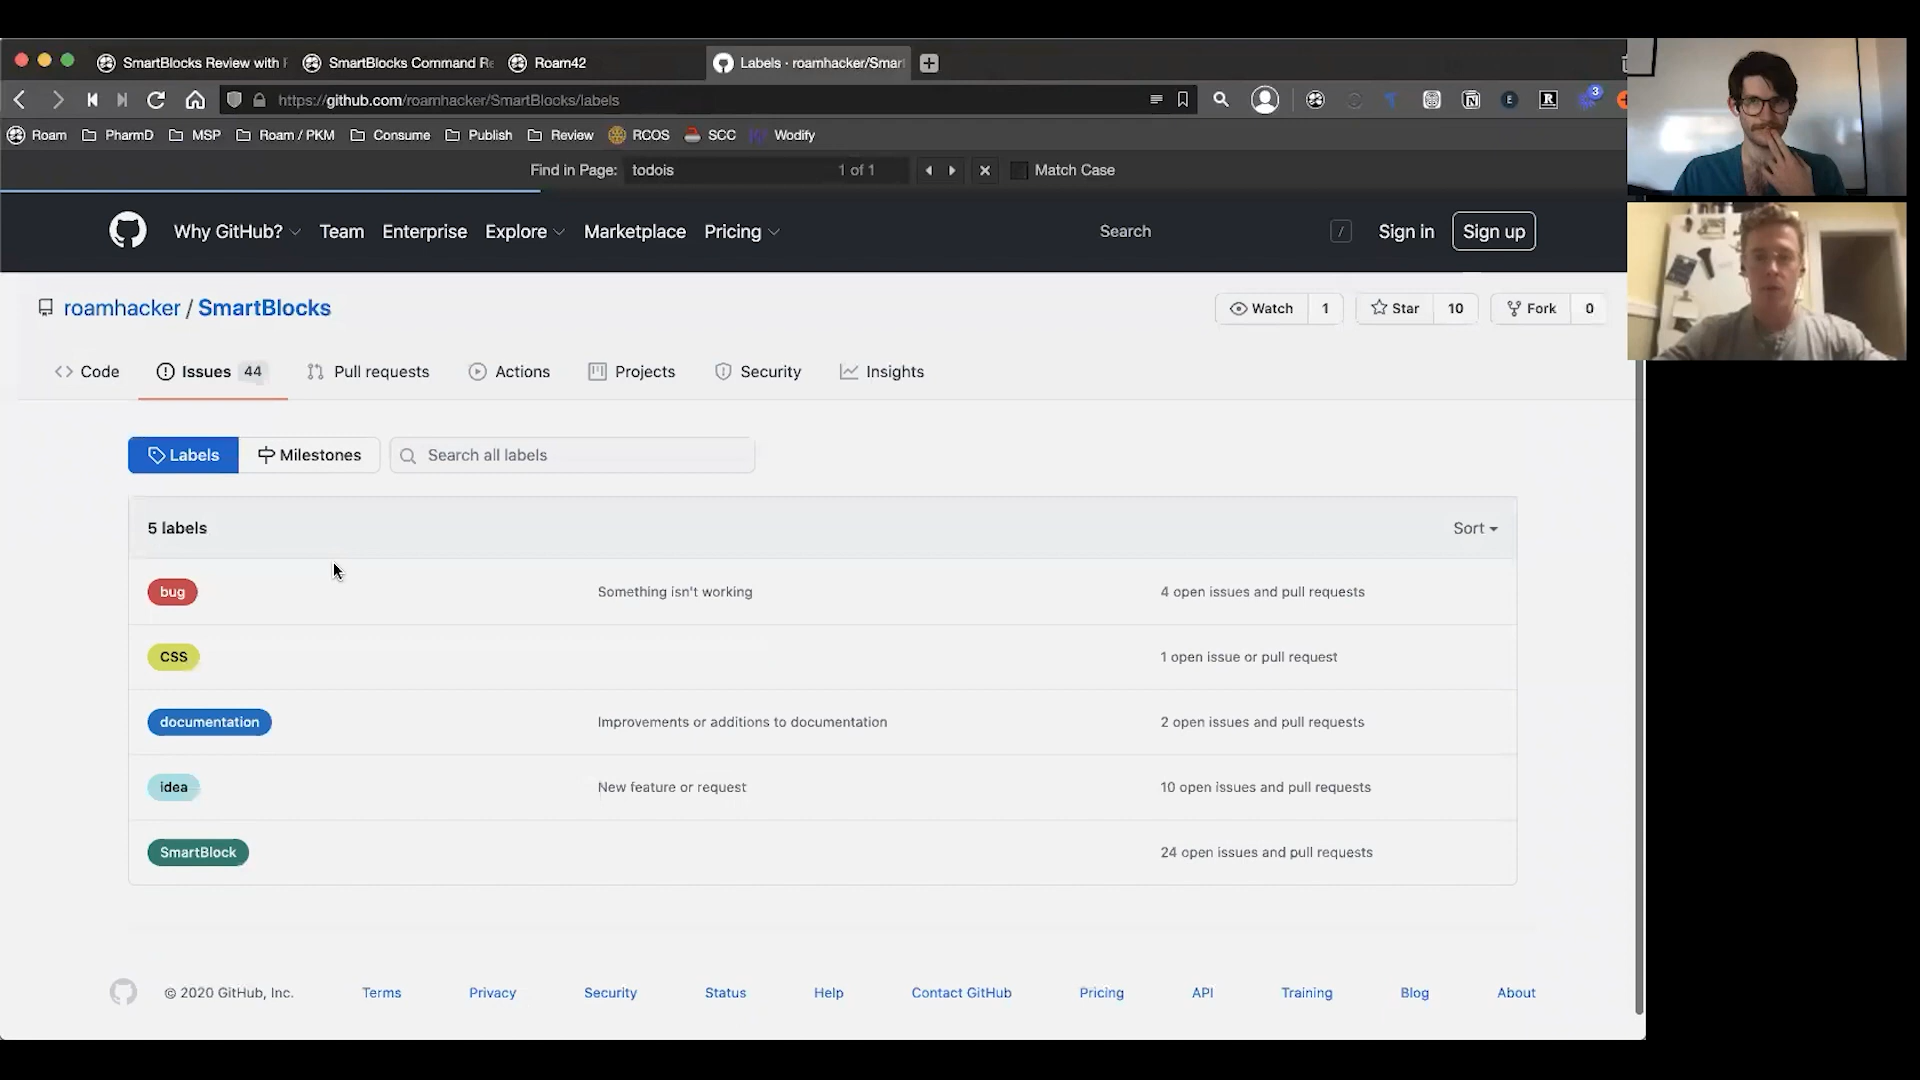 SmartBlocks Review with
SmartBlocks Command Re
Roam42
Labels · roamhacker/Smar
https://github.com/roamhacker/SmartBlocks/labels
3
Roam
PharmD
MSP
Roam / PKM
Consume
Publish
Review
RCOS
SCC
Wodify
Find in Page:
todois
1 of 1
Match Case
Why GitHub?
Team
Enterprise
Explore
Marketplace
Pricing
Search
/
Sign in
Sign up
roamhacker / SmartBlocks
Watch
1
Star
10
Fork
0
Code
Issues
44
Pull requests
Actions
Projects
Security
Insights
Labels
Milestones
Search all labels
5 labels
Sort
bug
Something isn't working
4 open issues and pull requests
CSS
1 open issue or pull request
documentation
Improvements or additions to documentation
2 open issues and pull requests
idea
New feature or request
10 open issues and pull requests
SmartBlock
24 open issues and pull requests
© 2020 GitHub, Inc.
Terms
Privacy
Security
Status
Help
Contact GitHub
Pricing
API
Training
Blog
About